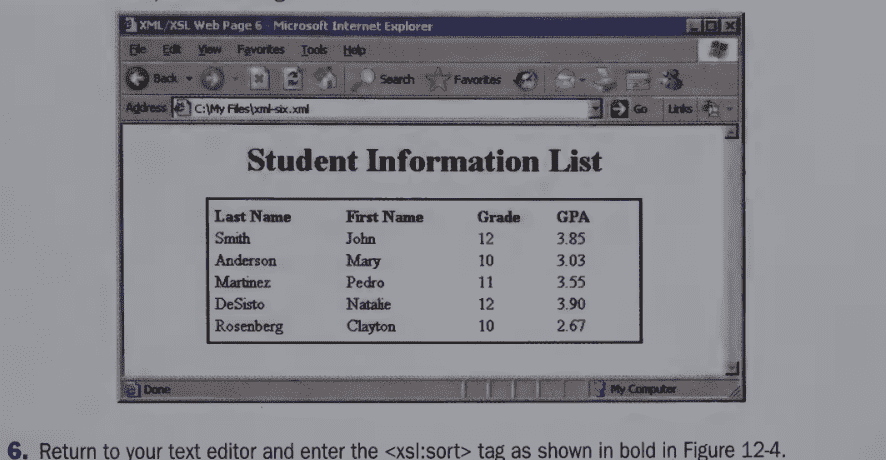 XML/XSL Web Page 6 - Microsoft Internet Explorer
File Edit View Favorites Tools Help
Back Search Favorites
Address C:\My Files\xml-six.xml Go Links
Student Information List
Last Name First Name Grade GPA
Smith John 12 3.85
Anderson Mary 10 3.03
Martinez Pedro 11 3.55
DeSisto Natalie 12 3.90
Rosenberg Clayton 10 2.67
Done My Computer
6. Return to your text editor and enter the <xsl:sort> tag as shown in bold in Figure 12-4.